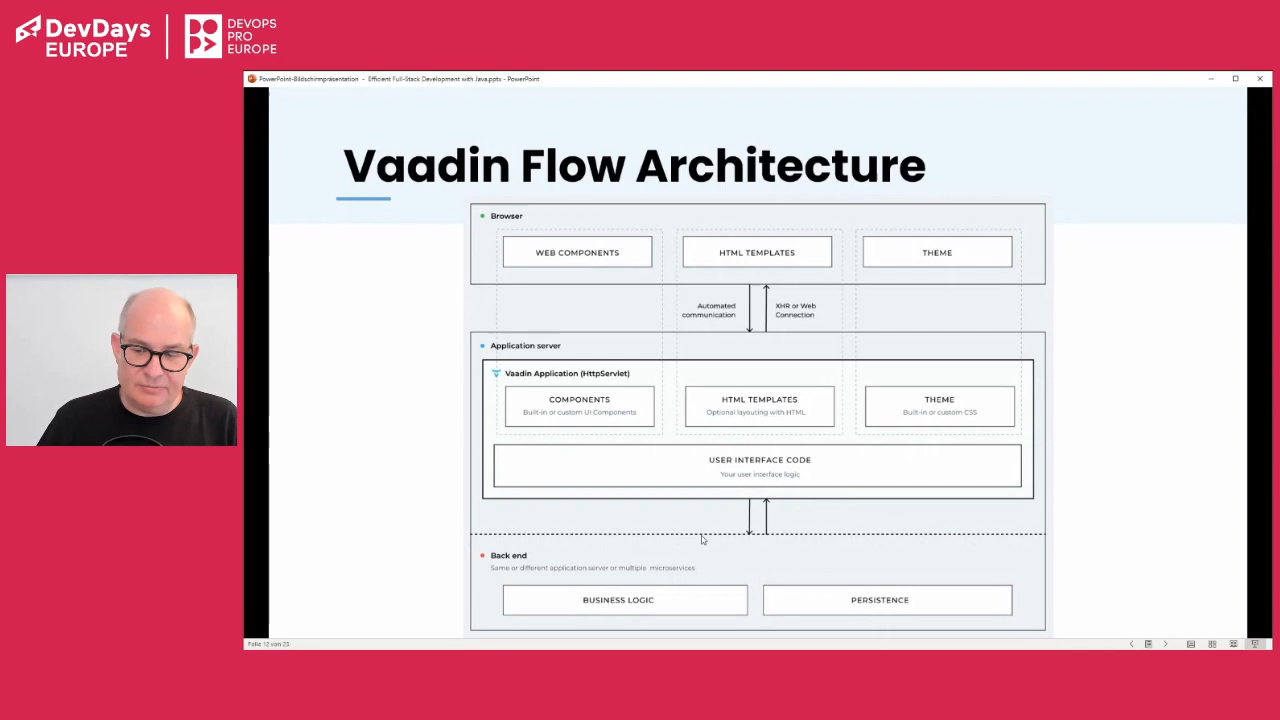 DevDays
EUROPE
DEVOPS
PRO
EUROPE
PowerPoint-Bildschirmpräsentation - Efficient Full-Stack Development with Java.pptx - PowerPoint
Vaadin Flow Architecture
Browser
WEB COMPONENTS
HTML TEMPLATES
THEME
Automated
communication
XHR or Web
Connection
Application server
Vaadin Application (HttpServlet)
COMPONENTS
Built-in or custom UI Components
HTML TEMPLATES
Optional layouting with HTML
THEME
Built-in or custom CSS
USER INTERFACE CODE
Your user interface logic
Back end
Same or different application server or multiple microservices
BUSINESS LOGIC
PERSISTENCE
Folie 12 von 23